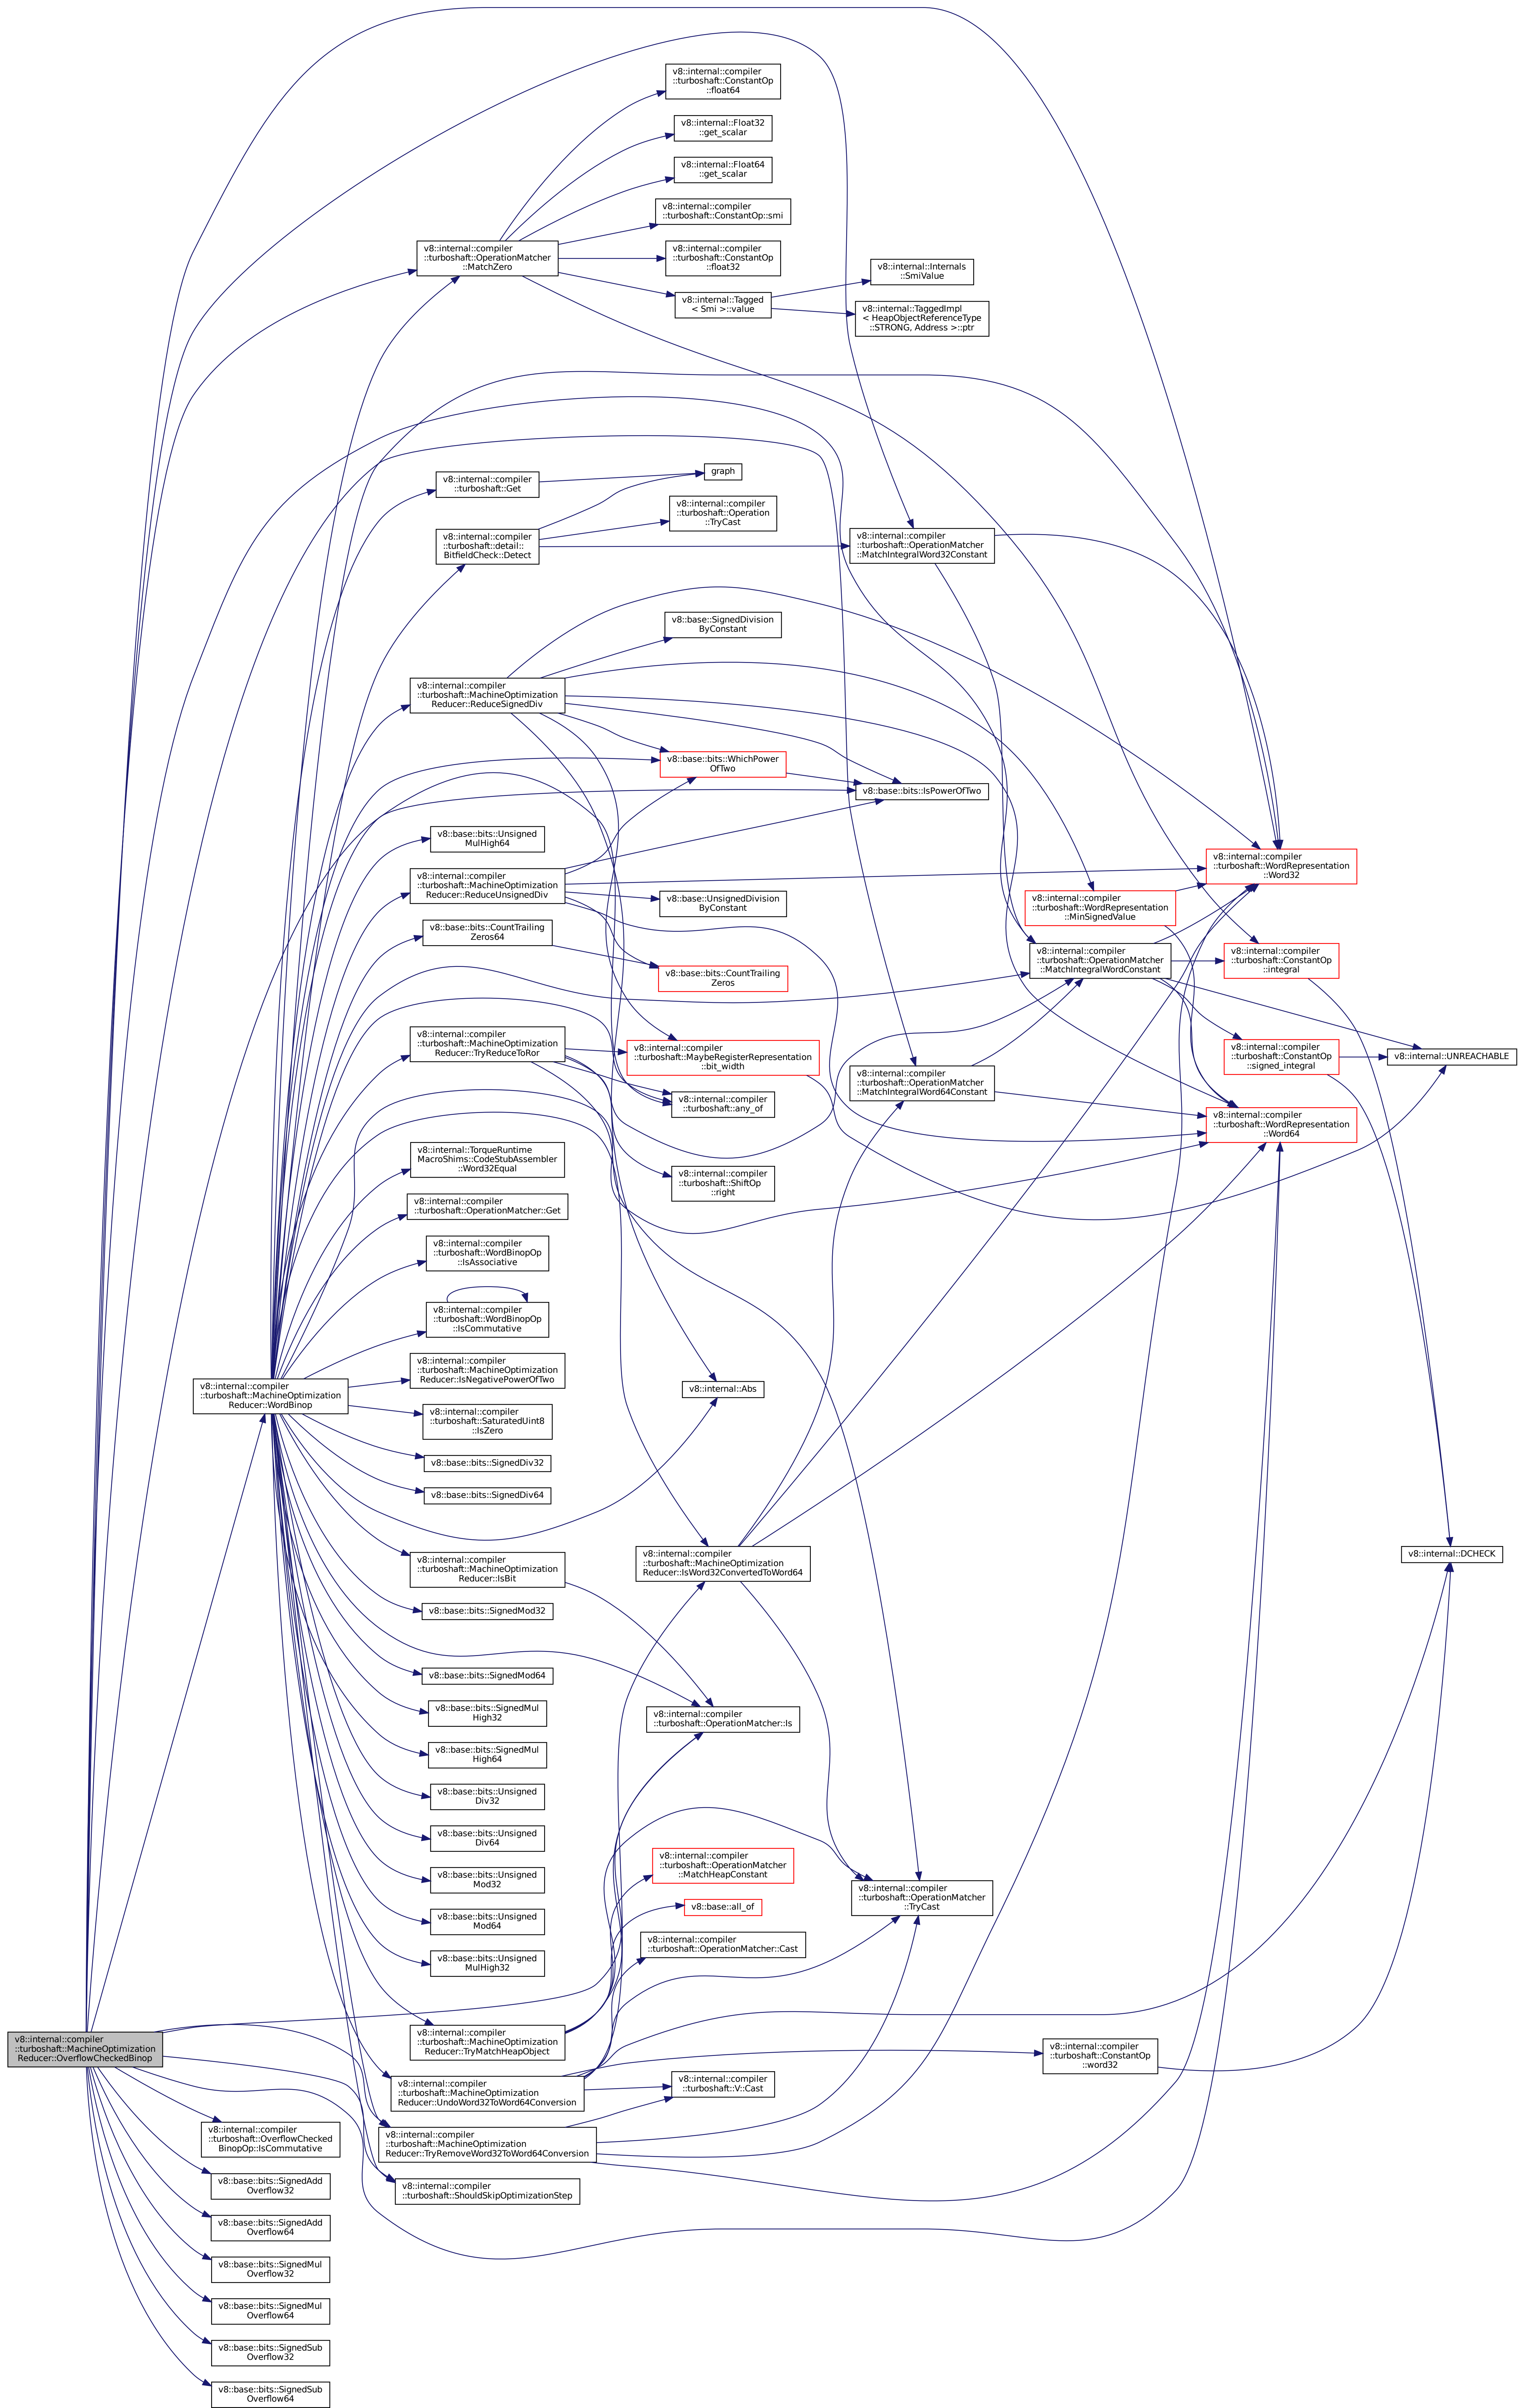 v8::internal::compiler
::turboshaft::ConstantOp
::float64
v8::internal::Float32
::get_scalar
v8::internal::Float64
::get_scalar
v8::internal::compiler
::turboshaft::ConstantOp::smi
v8::internal::compiler
::turboshaft::OperationMatcher
::MatchZero
v8::internal::compiler
::turboshaft::ConstantOp
::float32
v8::internal::Internals
::SmiValue
v8::internal::Tagged
< Smi >::value
v8::internal::TaggedImpl
< HeapObjectReferenceType
::STRONG, Address >::ptr
v8::internal::compiler
::turboshaft::Get
graph
v8::internal::compiler
::turboshaft::Operation
::TryCast
v8::internal::compiler
::turboshaft::detail::
BitfieldCheck::Detect
v8::internal::compiler
::turboshaft::OperationMatcher
::MatchIntegralWord32Constant
v8::base::SignedDivision
ByConstant
v8::internal::compiler
::turboshaft::MachineOptimization
Reducer::ReduceSignedDiv
v8::base::bits::WhichPower
OfTwo
v8::base::bits::IsPowerOfTwo
v8::base::bits::Unsigned
MulHigh64
v8::internal::compiler
::turboshaft::WordRepresentation
::Word32
v8::internal::compiler
::turboshaft::MachineOptimization
Reducer::ReduceUnsignedDiv
v8::base::UnsignedDivision
ByConstant
v8::internal::compiler
::turboshaft::WordRepresentation
::MinSignedValue
v8::base::bits::CountTrailing
Zeros64
v8::internal::compiler
::turboshaft::OperationMatcher
::MatchIntegralWordConstant
v8::internal::compiler
::turboshaft::ConstantOp
::integral
v8::base::bits::CountTrailing
Zeros
v8::internal::compiler
::turboshaft::MachineOptimization
Reducer::TryReduceToRor
v8::internal::compiler
::turboshaft::MaybeRegisterRepresentation
::bit_width
v8::internal::compiler
::turboshaft::ConstantOp
::signed_integral
v8::internal::UNREACHABLE
v8::internal::compiler
::turboshaft::OperationMatcher
::MatchIntegralWord64Constant
v8::internal::compiler
::turboshaft::any_of
v8::internal::compiler
::turboshaft::WordRepresentation
::Word64
v8::internal::TorqueRuntime
MacroShims::CodeStubAssembler
::Word32Equal
v8::internal::compiler
::turboshaft::ShiftOp
::right
v8::internal::compiler
::turboshaft::OperationMatcher::Get
v8::internal::compiler
::turboshaft::WordBinopOp
::IsAssociative
v8::internal::compiler
::turboshaft::WordBinopOp
::IsCommutative
v8::internal::compiler
::turboshaft::MachineOptimization
Reducer::IsNegativePowerOfTwo
v8::internal::compiler
::turboshaft::MachineOptimization
Reducer::WordBinop
v8::internal::Abs
v8::internal::compiler
::turboshaft::SaturatedUint8
::IsZero
v8::base::bits::SignedDiv32
v8::base::bits::SignedDiv64
v8::internal::DCHECK
v8::internal::compiler
::turboshaft::MachineOptimization
Reducer::IsBit
v8::internal::compiler
::turboshaft::MachineOptimization
Reducer::IsWord32ConvertedToWord64
v8::base::bits::SignedMod32
v8::base::bits::SignedMod64
v8::base::bits::SignedMul
High32
v8::internal::compiler
::turboshaft::OperationMatcher::Is
v8::base::bits::SignedMul
High64
v8::base::bits::Unsigned
Div32
v8::base::bits::Unsigned
Div64
v8::internal::compiler
::turboshaft::OperationMatcher
::MatchHeapConstant
v8::base::bits::Unsigned
Mod32
v8::base::all_of
v8::internal::compiler
::turboshaft::OperationMatcher
::TryCast
v8::base::bits::Unsigned
Mod64
v8::internal::compiler
::turboshaft::OperationMatcher::Cast
v8::base::bits::Unsigned
MulHigh32
v8::internal::compiler
::turboshaft::MachineOptimization
Reducer::OverflowCheckedBinop
v8::internal::compiler
::turboshaft::MachineOptimization
Reducer::TryMatchHeapObject
v8::internal::compiler
::turboshaft::ConstantOp
::word32
v8::internal::compiler
::turboshaft::MachineOptimization
Reducer::UndoWord32ToWord64Conversion
v8::internal::compiler
::turboshaft::V::Cast
v8::internal::compiler
::turboshaft::OverflowChecked
BinopOp::IsCommutative
v8::internal::compiler
::turboshaft::MachineOptimization
Reducer::TryRemoveWord32ToWord64Conversion
v8::base::bits::SignedAdd
Overflow32
v8::internal::compiler
::turboshaft::ShouldSkipOptimizationStep
v8::base::bits::SignedAdd
Overflow64
v8::base::bits::SignedMul
Overflow32
v8::base::bits::SignedMul
Overflow64
v8::base::bits::SignedSub
Overflow32
v8::base::bits::SignedSub
Overflow64